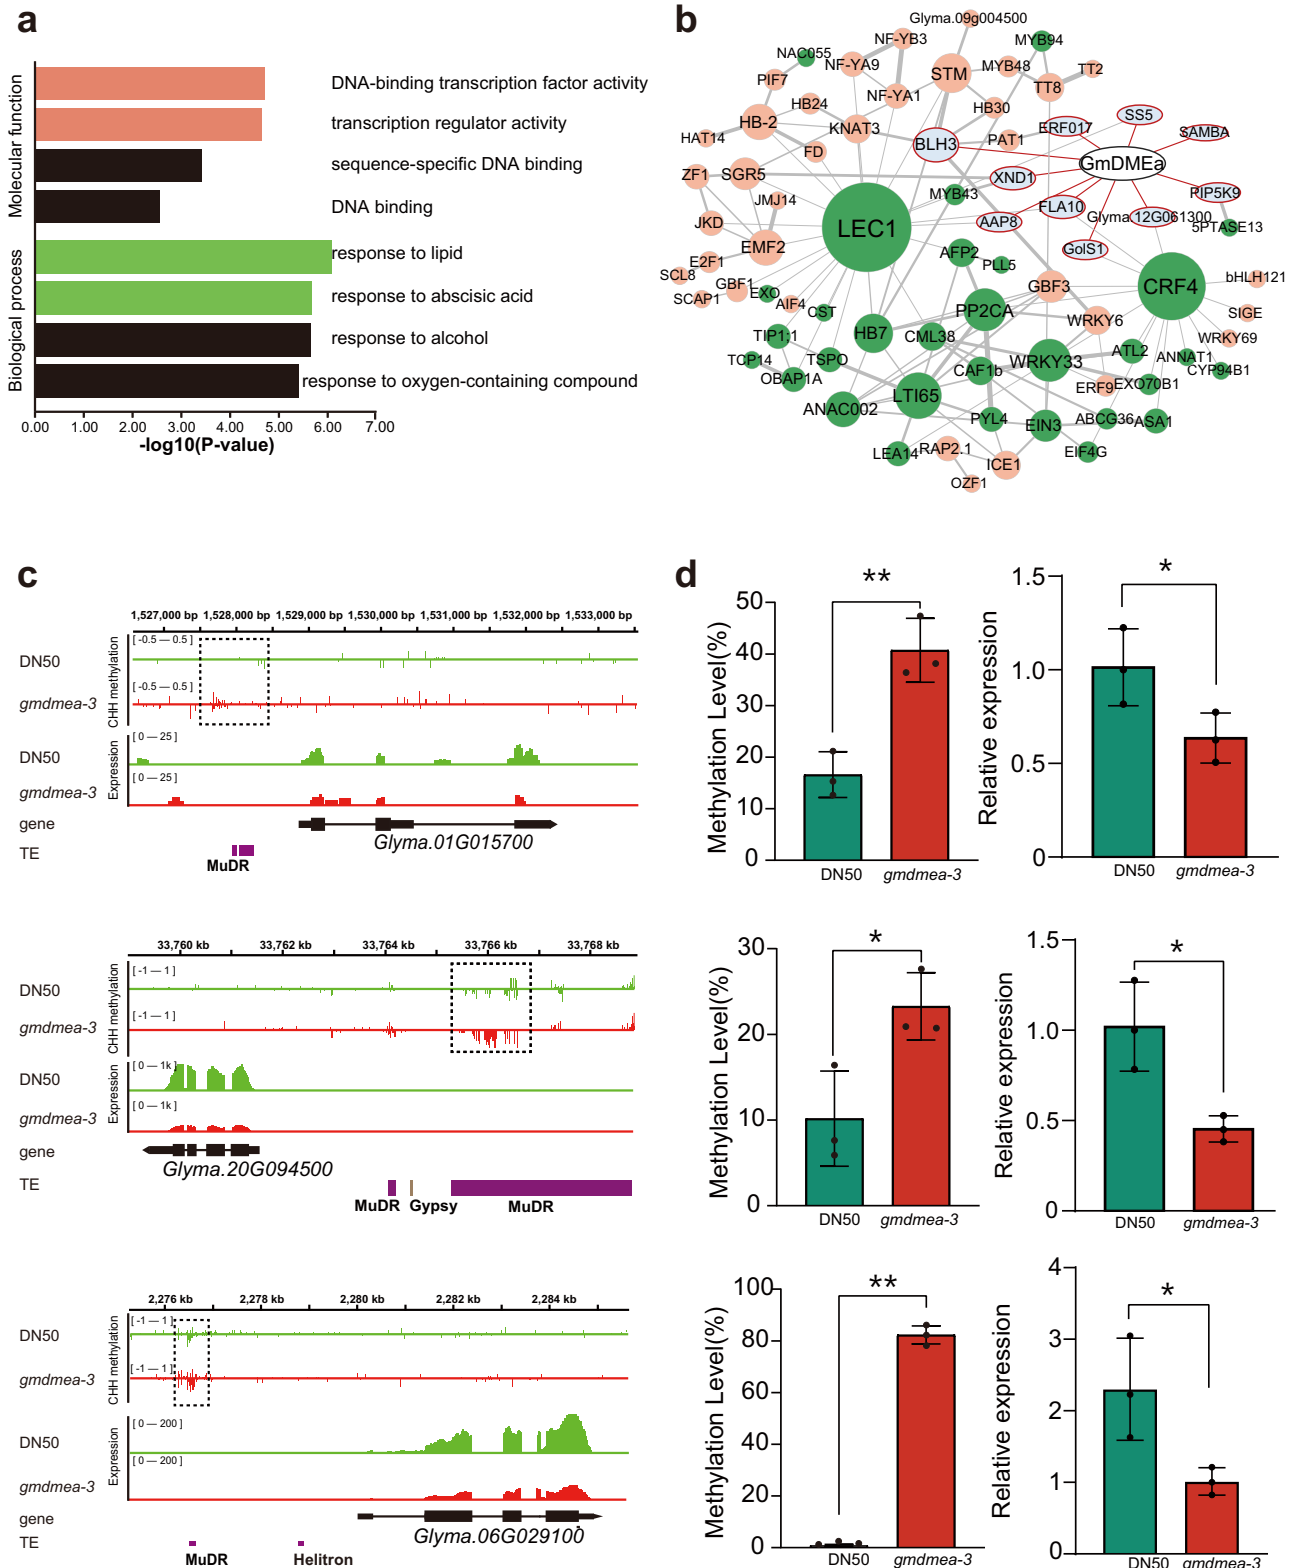 a
Molecular function
Biological process
DNA-binding transcription factor activity
transcription regulator activity
sequence-specific DNA binding
DNA binding
response to lipid
response to abscisic acid
response to alcohol
response to oxygen-containing compound
0.00 1.00 2.00 3.00 4.00 5.00 6.00 7.00
-log10(P-value)
b
Glyma.09g004500
NF-YB3
MYB94
NAC055
NF-YA9
STM
MYB48
TT2
PIF7
TT8
NF-YA1
HB24
HB30
SS5
HB-2
KNAT3
ERF017
SAMBA
HAT14
BLH3
PAT1
FD
GmDMEa
ZF1
SGR5
XND1
MYB43
PIP5K9
JMJ14
FLA10
JKD
LEC1
AAP8
Glyma.12G061300
5PTASE13
EMF2
AFP2
GolS1
E2F1
PLL5
SCL8
GBF1
EXO
GBF3
CRF4
bHLH121
SCAP1
AIF4
CST
PP2CA
WRKY6
SIGE
TIP1;1
HB7
CML38
WRKY69
TCP14
TSPO
WRKY33
ATL2
ANNAT1
OBAP1A
CAF1b
CYP94B1
ERF9
EXO70B1
ANAC002
LTI65
PYL4
EIN3
ABCG36
ASA1
LEA14
RAP2.1
EIF4G
ICE1
OZF1
c
1,527,000 bp 1,528,000 bp 1,529,000 bp 1,530,000 bp 1,531,000 bp 1,532,000 bp 1,533,000 bp
CHH methylation
DN50
[ -0.5 — 0.5 ]
gmdmea-3
[ -0.5 — 0.5 ]
Expression
DN50
[ 0 — 25 ]
gmdmea-3
[ 0 — 25 ]
gene
Glyma.01G015700
TE
MuDR
33,760 kb 33,762 kb 33,764 kb 33,766 kb 33,768 kb
CHH methylation
DN50
[ -1 — 1 ]
gmdmea-3
[ -1 — 1 ]
Expression
DN50
[ 0 — 1k ]
gmdmea-3
[ 0 — 1k ]
gene
Glyma.20G094500
TE
MuDR Gypsy MuDR
2,276 kb 2,278 kb 2,280 kb 2,282 kb 2,284 kb
CHH methylation
DN50
[ -1 — 1 ]
gmdmea-3
[ -1 — 1 ]
Expression
DN50
[ 0 — 200 ]
gmdmea-3
[ 0 — 200 ]
gene
Glyma.06G029100
TE
MuDR Helitron
d
Methylation Level(%)
50
40
30
20
10
0
**
DN50 gmdmea-3
Relative expression
1.5
1.0
0.5
0
*
DN50 gmdmea-3
Methylation Level(%)
30
20
10
0
*
DN50 gmdmea-3
Relative expression
1.5
1.0
0.5
0
*
DN50 gmdmea-3
Methylation Level(%)
100
80
60
40
20
0
**
DN50 gmdmea-3
Relative expression
4
3
2
1
0
*
DN50 gmdmea-3